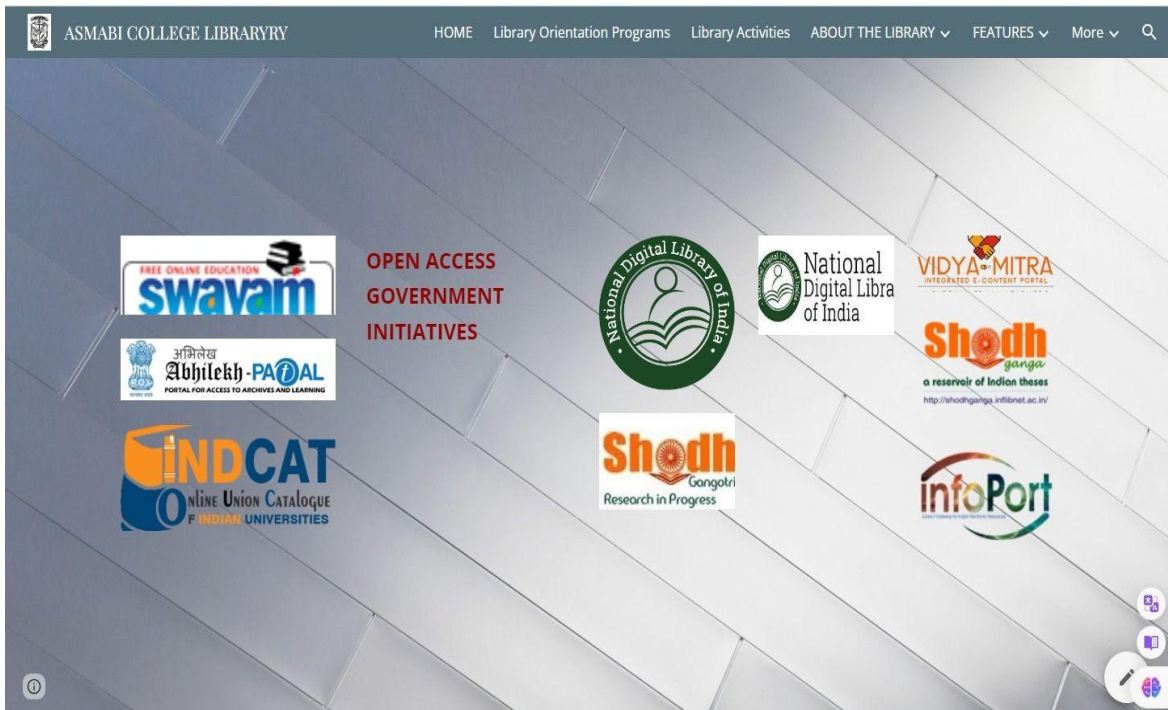 ASMABI COLLEGE LIBRARYRY
HOME Library Orientation Programs Library Activities ABOUT THE LIBRARY FEATURES More
FREE ONLINE EDUCATION
swayam
अभिलेख
Abhilekh-PATAL
PORTAL FOR ACCESS TO ARCHIVES AND LEARNING
INDCAT
Online Union Catalogue
Of Indian Universities
OPEN ACCESS
GOVERNMENT
INITIATIVES
National Digital Library of India
Shodh
Gangotri
Research in Progress
National
Digital Libra
of India
VIDYA-MITRA
INTEGRATED E-CONTENT PORTAL
Shodh
ganga
a reservoir of Indian theses
http://shodhganga.inflibnet.ac.in/
infoPort